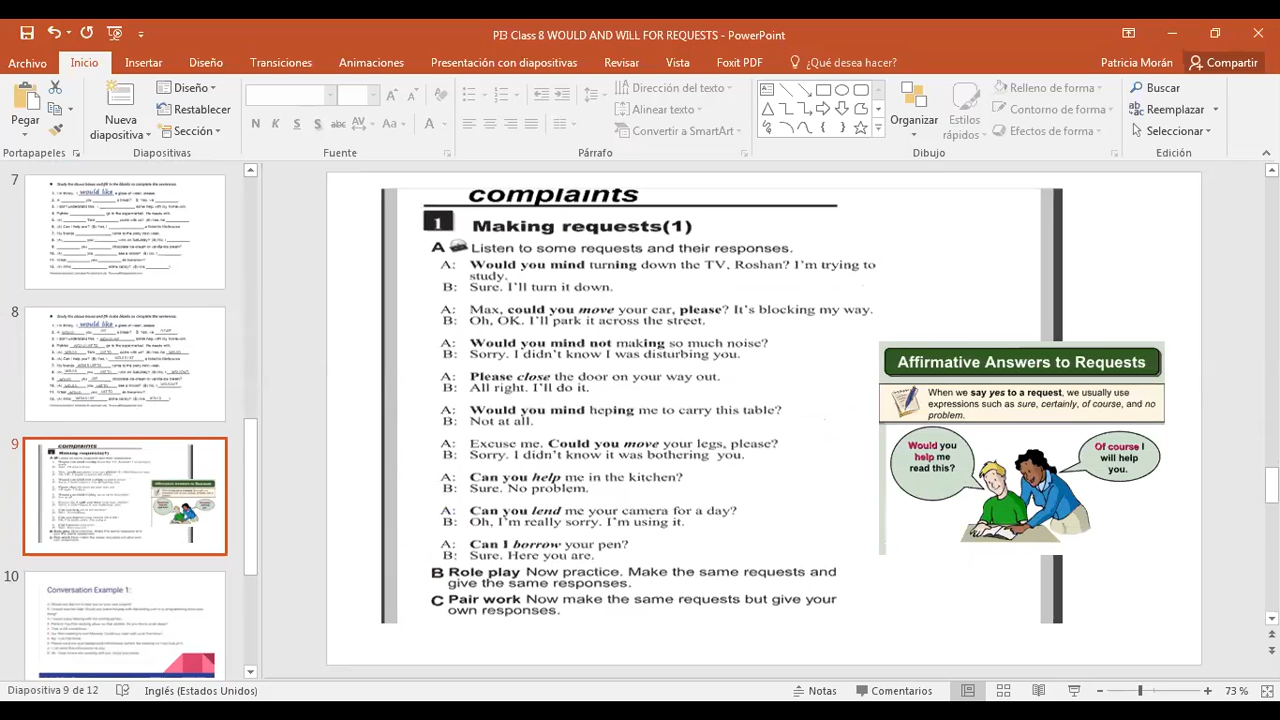 PI3 Class 8 WOULD AND WILL FOR REQUESTS - PowerPoint
Archivo Inicio Insertar Diseño Transiciones Animaciones Presentación con diapositivas Revisar Vista Foxit PDF ¿Qué desea hacer? Patricia Morán Compartir
Pegar
Nueva diapositiva
Diseño
Restablecer
Sección
N K S S abc AV Aa A
Dirección del texto
Alinear texto
Convertir a SmartArt
Organizar
Estilos rápidos
Relleno de forma
Contorno de forma
Efectos de forma
Buscar
Reemplazar
Seleccionar
Portapapeles Diapositivas Fuente Párrafo Dibujo Edición
7
would like
8
would like
9
complaints
Making requests(1)
10
Conversation Example 1:
complaints
1 Making requests(1)
A Listen to some requests and their responses.
A: Would you mind turning down the TV, Roshan? I'm trying to
study.
B: Sure. I'll turn it down.
A: Max, could you move your car, please? It's blocking my way.
B: Oh, OK. I'll park it across the street.
A: Would you mind not making so much noise?
B: Sorry. I didn't know I was disturbing you.
A: Please
on your way out.
B: All right. I'll do it.
A: Would you mind heping me to carry this table?
B: Not at all.
A: Excuse me. Could you move your legs, please?
B: Sorry. I didn't know it was bothering you.
A: Can you help me in the kitchen?
B: Sure. No problem.
A: Can you lend me your camera for a day?
B: Oh, I'm really sorry. I'm using it.
A: Can I borrow your pen?
B: Sure. Here you are.
B Role play Now practice. Make the same requests and
give the same responses.
C Pair work Now make the same requests but give your
own responses.
Affirmative Answers to Requests
When we say yes to a request, we usually use
expressions such as sure, certainly, of course, and no
problem.
Would you
help me
read this?
Of course I
will help
you.
Diapositiva 9 de 12 Inglés (Estados Unidos) Notas Comentarios 73 %